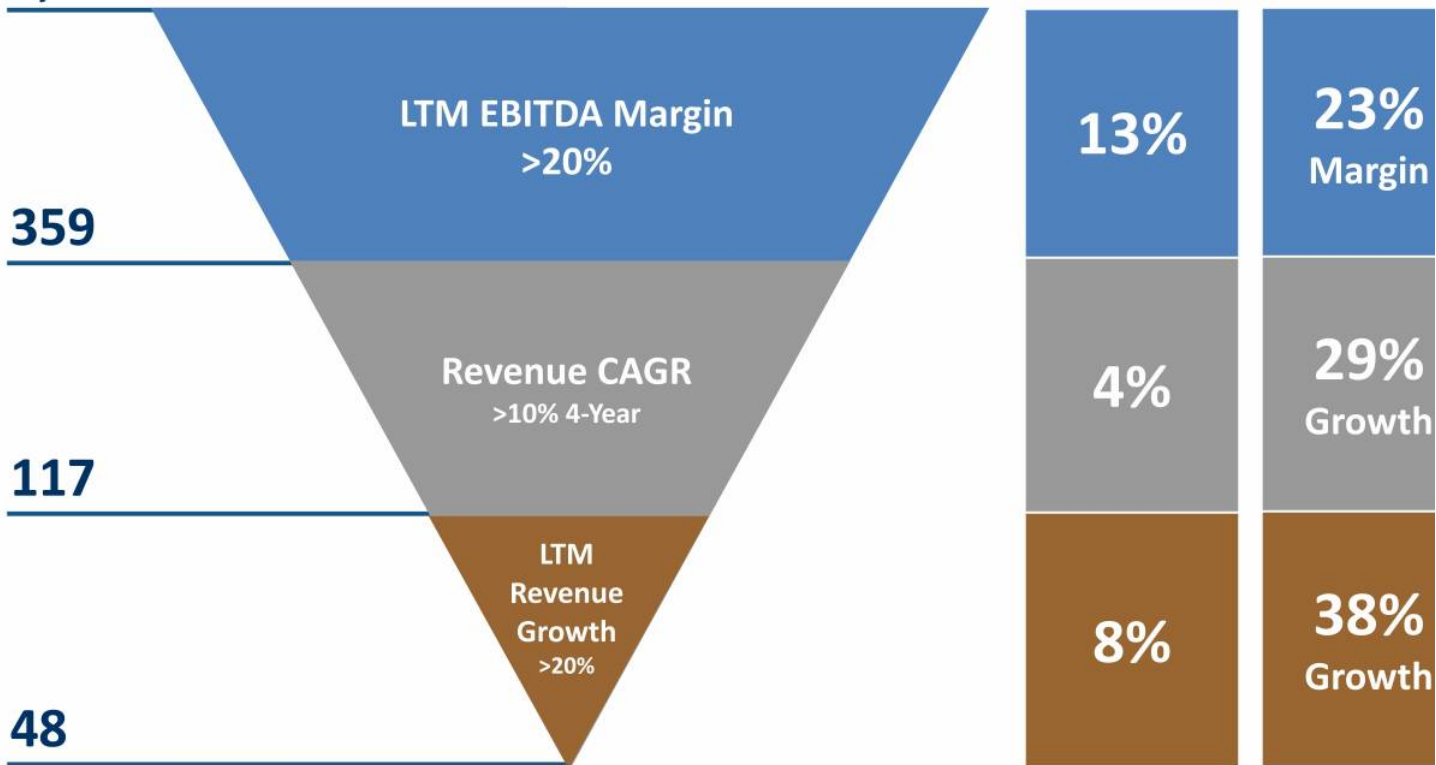 LTM EBITDA Margin
>20%
13%
23%
Margin
359
Revenue CAGR
>10% 4-Year
4%
29%
Growth
117
LTM
Revenue
Growth
>20%
8%
38%
Growth
48